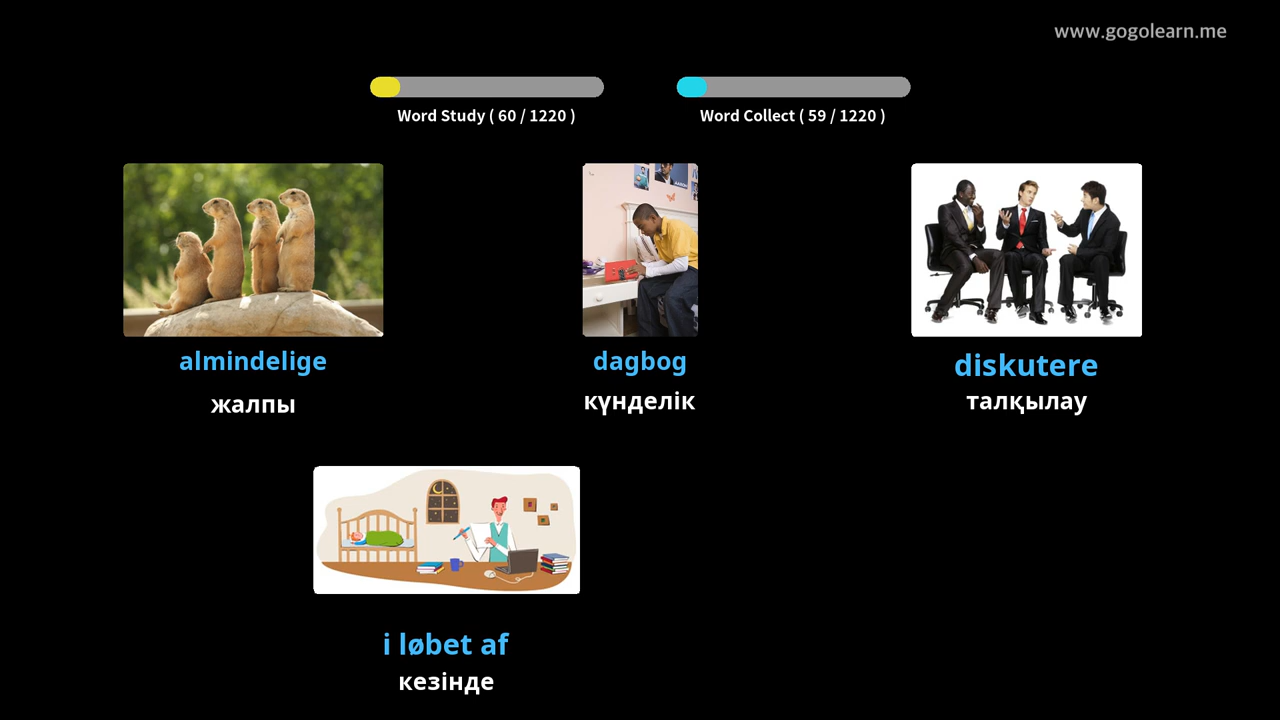 www.gogolearn.me
Word Study ( 60 / 1220 )
Word Collect ( 59 / 1220 )
almindelige
жалпы
dagbog
күнделік
diskutere
талқылау
i løbet af
кезінде